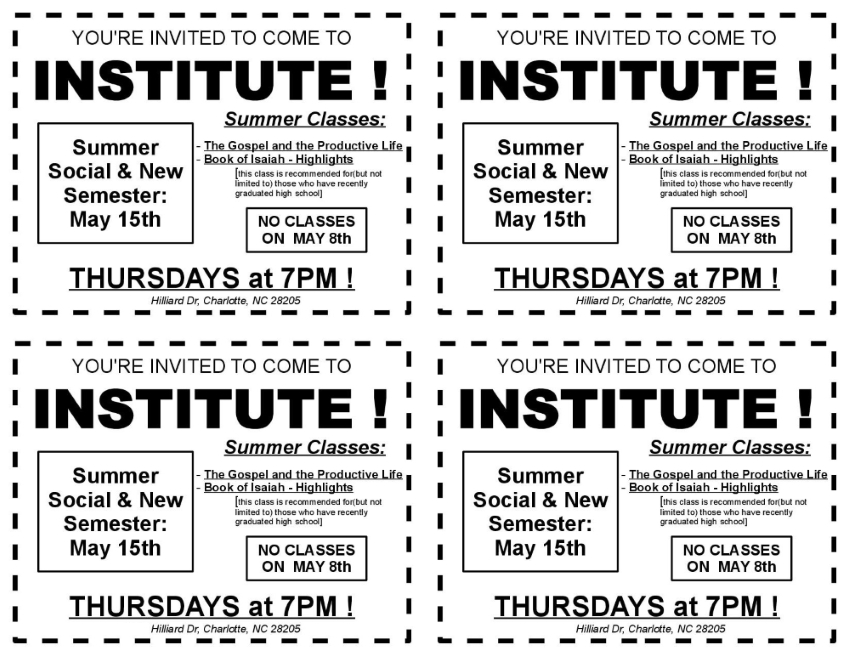 YOU'RE INVITED TO COME TO
INSTITUTE !
Summer Classes:
Summer
Social & New
Semester:
May 15th
- The Gospel and the Productive Life
- Book of Isaiah - Highlights
[this class is recommended for(but not
limited to) those who have recently
graduated high school]
NO CLASSES
ON MAY 8th
THURSDAYS at 7PM !
Hilliard Dr, Charlotte, NC 28205
YOU'RE INVITED TO COME TO
INSTITUTE !
Summer Classes:
Summer
Social & New
Semester:
May 15th
- The Gospel and the Productive Life
- Book of Isaiah - Highlights
[this class is recommended for(but not
limited to) those who have recently
graduated high school]
NO CLASSES
ON MAY 8th
THURSDAYS at 7PM !
Hilliard Dr, Charlotte, NC 28205
YOU'RE INVITED TO COME TO
INSTITUTE !
Summer Classes:
Summer
Social & New
Semester:
May 15th
- The Gospel and the Productive Life
- Book of Isaiah - Highlights
[this class is recommended for(but not
limited to) those who have recently
graduated high school]
NO CLASSES
ON MAY 8th
THURSDAYS at 7PM !
Hilliard Dr, Charlotte, NC 28205
YOU'RE INVITED TO COME TO
INSTITUTE !
Summer Classes:
Summer
Social & New
Semester:
May 15th
- The Gospel and the Productive Life
- Book of Isaiah - Highlights
[this class is recommended for(but not
limited to) those who have recently
graduated high school]
NO CLASSES
ON MAY 8th
THURSDAYS at 7PM !
Hilliard Dr, Charlotte, NC 28205